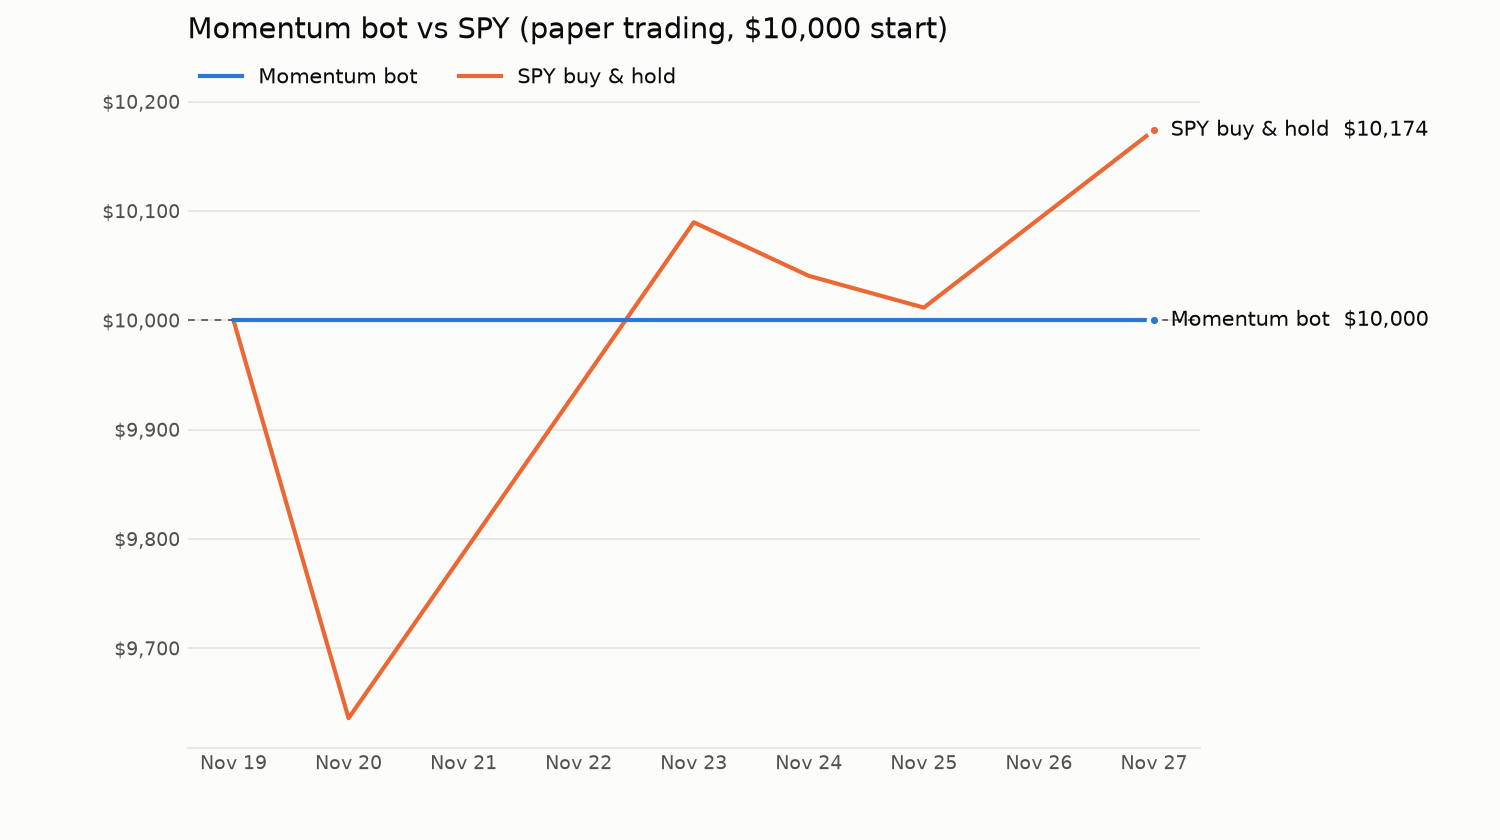 Momentum bot vs SPY (paper trading, $10,000 start)
Momentum bot SPY buy & hold
$10,200
SPY buy & hold $10,174
$10,100
$10,000
Momentum bot $10,000
$9,900
$9,800
$9,700
Nov 19 Nov 20 Nov 21 Nov 22 Nov 23 Nov 24 Nov 25 Nov 26 Nov 27